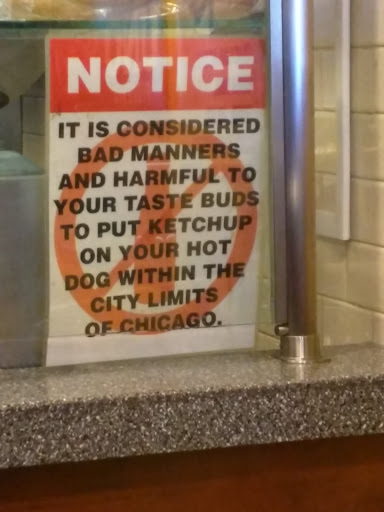 NOTICE
IT IS CONSIDERED
BAD MANNERS
AND HARMFUL TO
YOUR TASTE BUDS
TO PUT KETCHUP
ON YOUR HOT
DOG WITHIN THE
CITY LIMITS
OF CHICAGO.